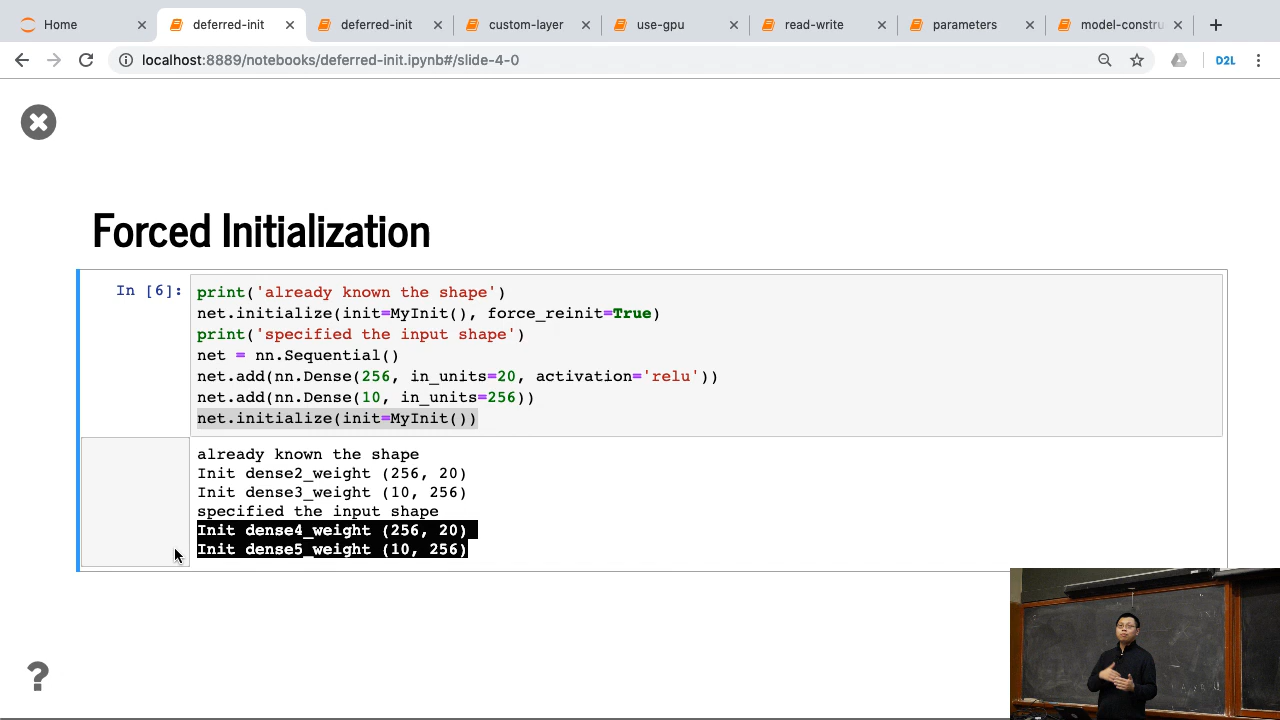 Home
deferred-init
deferred-init
custom-layer
use-gpu
read-write
parameters
model-constru
localhost:8889/notebooks/deferred-init.ipynb#/slide-4-0
D2L
Forced Initialization
In [6]:
print('already known the shape')
net.initialize(init=MyInit(), force_reinit=True)
print('specified the input shape')
net = nn.Sequential()
net.add(nn.Dense(256, in_units=20, activation='relu'))
net.add(nn.Dense(10, in_units=256))
net.initialize(init=MyInit())
already known the shape
Init dense2_weight (256, 20)
Init dense3_weight (10, 256)
specified the input shape
Init dense4_weight (256, 20)
Init dense5_weight (10, 256)
?